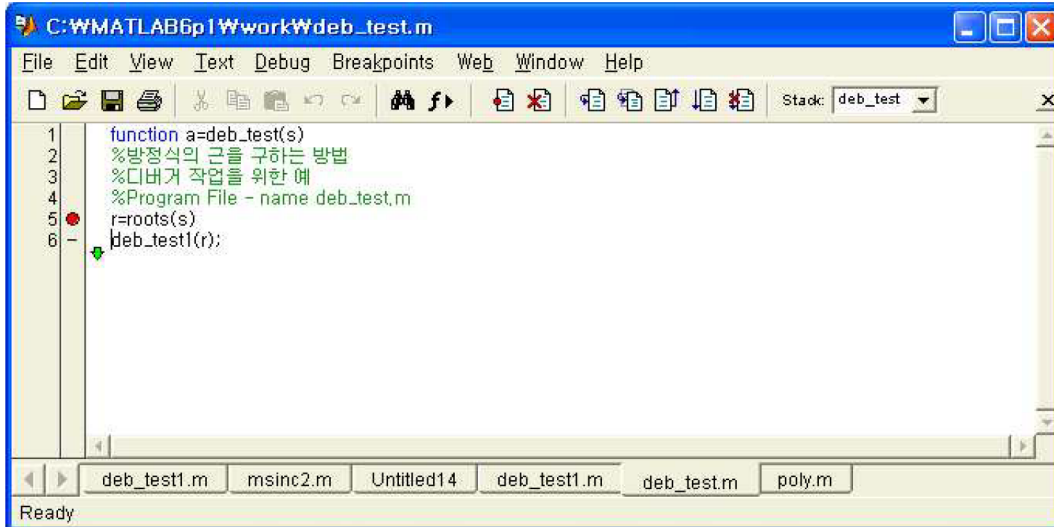 C:₩MATLAB6p1₩work₩deb_test.m
File Edit View Text Debug Breakpoints Web Window Help
Stack: deb_test
1 function a=deb_test(s)
2 %방정식의 근을 구하는 방법
3 %디버거 작업을 위한 예
4 %Program File - name deb_test.m
5 r=roots(s)
6 - deb_test1(r);
deb_test1.m msinc2.m Untitled14 deb_test1.m deb_test.m poly.m
Ready